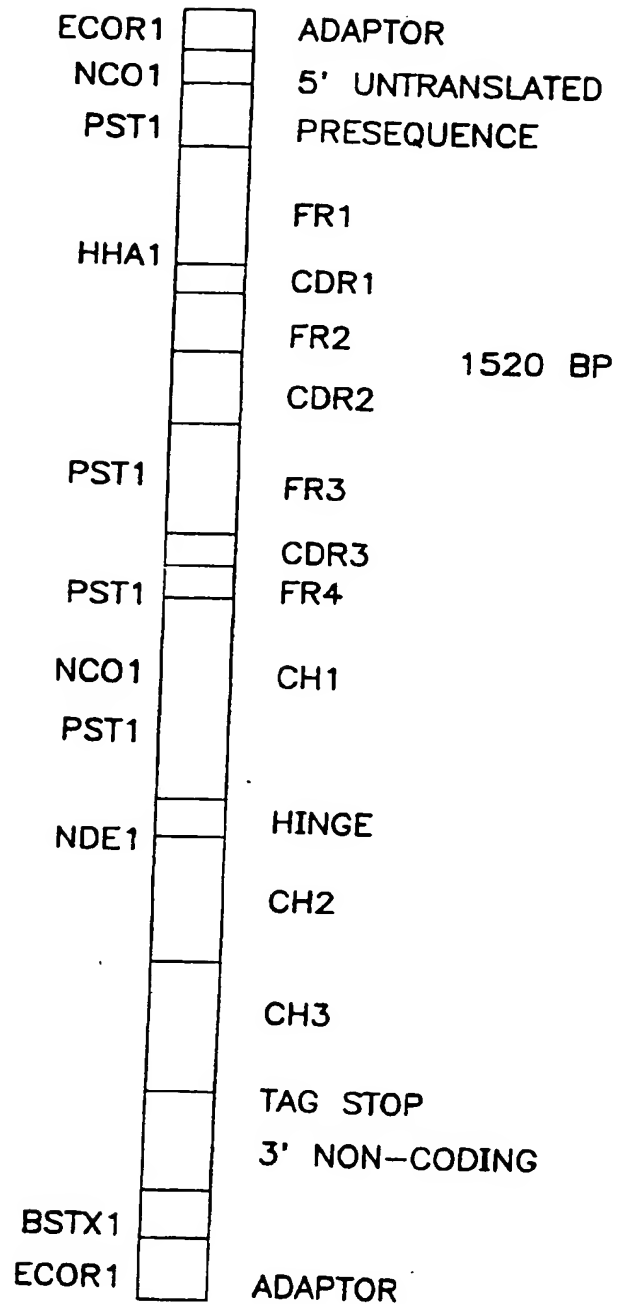 ECOR1 ADAPTOR
NCO1 5' UNTRANSLATED
PST1 PRESEQUENCE
FR1
HHA1
CDR1
FR2
1520 BP
CDR2
PST1 FR3
CDR3
PST1 FR4
NCO1 CH1
PST1
HINGE
NDE1
CH2
CH3
TAG STOP
3' NON-CODING
BSTX1
ECOR1 ADAPTOR